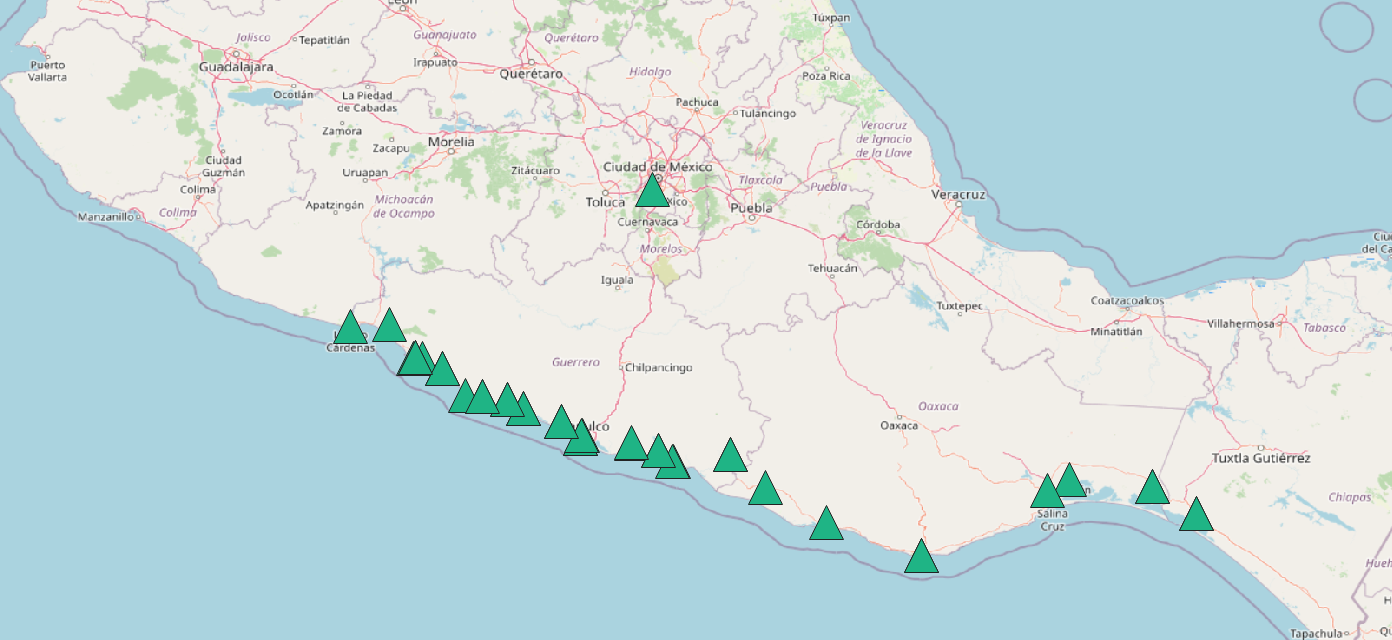 León
Túxpan
Jalisco
Tepatitlán
Guanajuato
Querétaro
Puerto
Vallarta
Guadalajara
Irapuato
Querétaro
Hidalgo
Poza Rica
Ocotlán
La Piedad
de Cabadas
Pachuca
Tulancingo
Zamora
Zacapu
Morelia
Veracruz
de Ignacio
de la Llave
Ciudad
Guzmán
Uruapan
Zitácuaro
Ciudad de México
Tlaxcala
Puebla
Colima
Colima
Manzanillo
Apatzingán
Michoacán
de Ocampo
Toluca
Puebla
Veracruz
Cuernavaca
Córdoba
Morelos
Iguala
Tehuacán
Tuxtepec
Coatzacoalcos
Minatitlán
Villahermosa
Tabasco
Cárdenas
Guerrero
Chilpancingo
Oaxaca
Oaxaca
Tuxtla Gutiérrez
Chiapas
Salina
Cruz
Tapachula